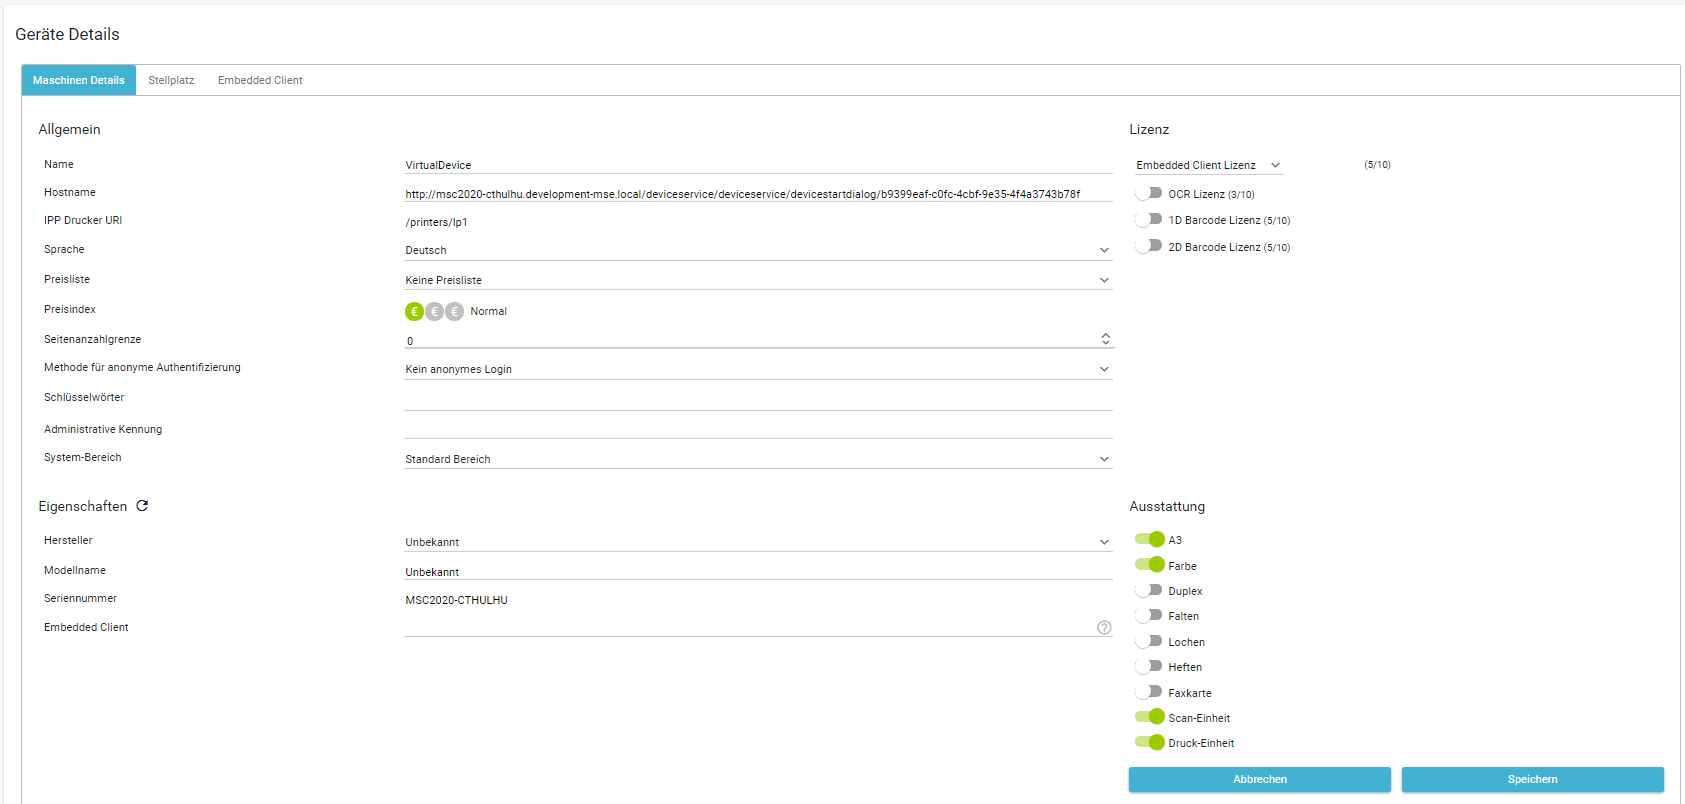 Geräte Details
Maschinen Details Stellplatz Embedded Client
Allgemein
Name VirtualDevice
Hostname http://msc2020-cthulhu.development-mse.local/deviceservice/deviceservice/devicestartdialog/b9399eaf-c0fc-4cbf-9e35-4f4a3743b78f
IPP Drucker URI /printers/lp1
Sprache Deutsch
Preisliste Keine Preisliste
Preisindex € € € Normal
Seitenanzahlgrenze 0
Methode für anonyme Authentifizierung Kein anonymes Login
Schlüsselwörter
Administrative Kennung
System-Bereich Standard Bereich
Lizenz
Embedded Client Lizenz (5/10)
OCR Lizenz (3/10)
1D Barcode Lizenz (5/10)
2D Barcode Lizenz (5/10)
Eigenschaften
Hersteller Unbekannt
Modellname Unbekannt
Seriennummer MSC2020-CTHULHU
Embedded Client ?
Ausstattung
A3
Farbe
Duplex
Falten
Lochen
Heften
Faxkarte
Scan-Einheit
Druck-Einheit
Abbrechen Speichern